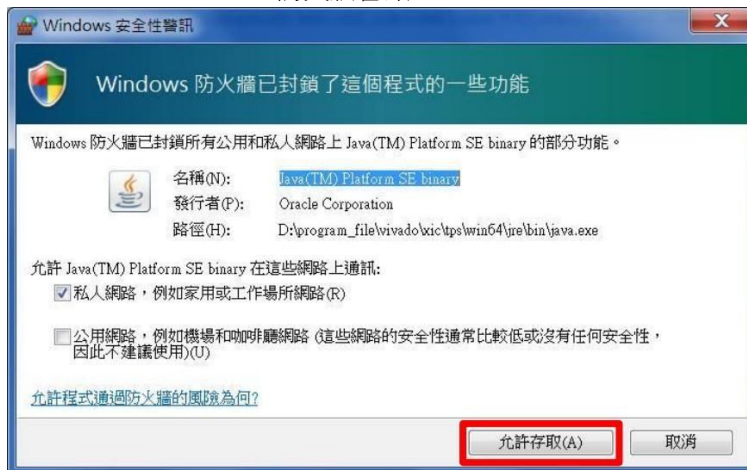 Windows 安全性警訊
Windows 防火牆已封鎖了這個程式的一些功能
Windows 防火牆已封鎖所有公用和私人網路上 Java(TM) Platform SE binary 的部分功能。
名稱(N): Java(TM) Platform SE binary
發行者(P): Oracle Corporation
路徑(H): D:\program_file\vivado\xic\tps\win64\jre\bin\java.exe
允許 Java(TM) Platform SE binary 在這些網路上通訊:
私人網路，例如家用或工作場所網路(R)
公用網路，例如機場和咖啡廳網路 (這些網路的安全性通常比較低或沒有任何安全性，
因此不建議使用)(U)
允許程式通過防火牆的風險為何?
允許存取(A) 取消